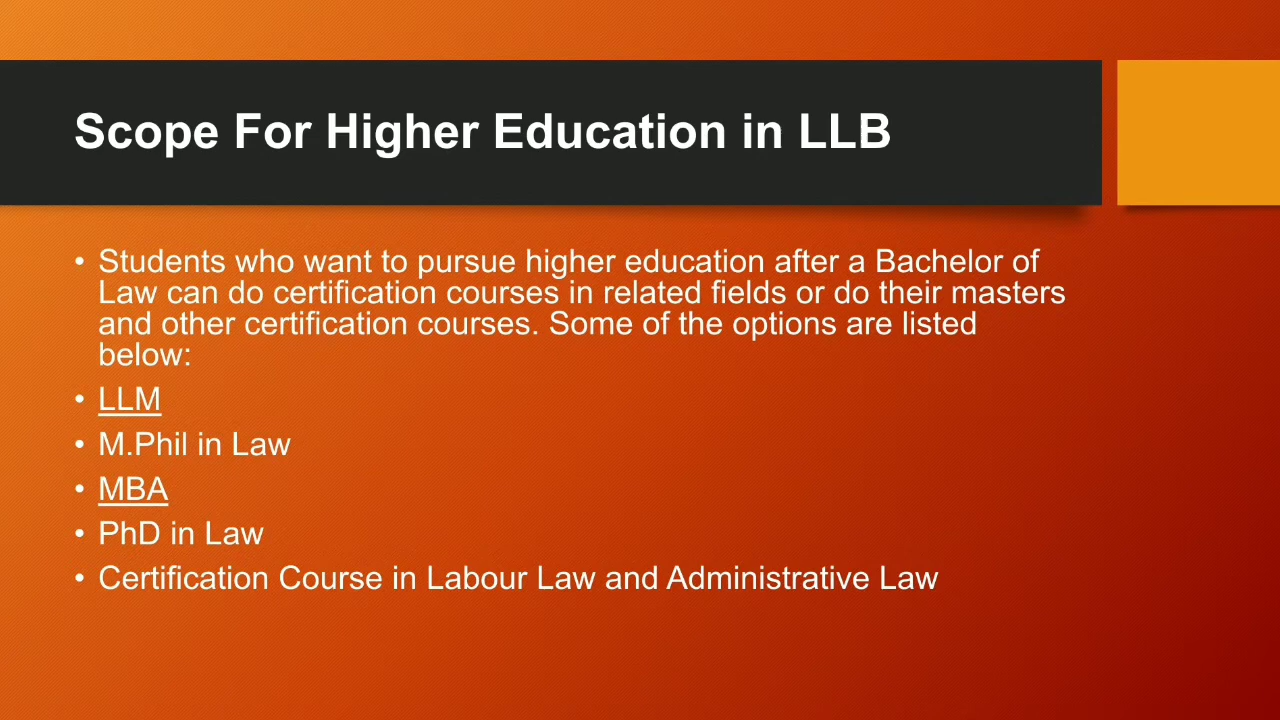 Scope For Higher Education in LLB
• Students who want to pursue higher education after a Bachelor of
Law can do certification courses in related fields or do their masters
and other certification courses. Some of the options are listed
below:
• LLM
• M.Phil in Law
• MBA
• PhD in Law
• Certification Course in Labour Law and Administrative Law